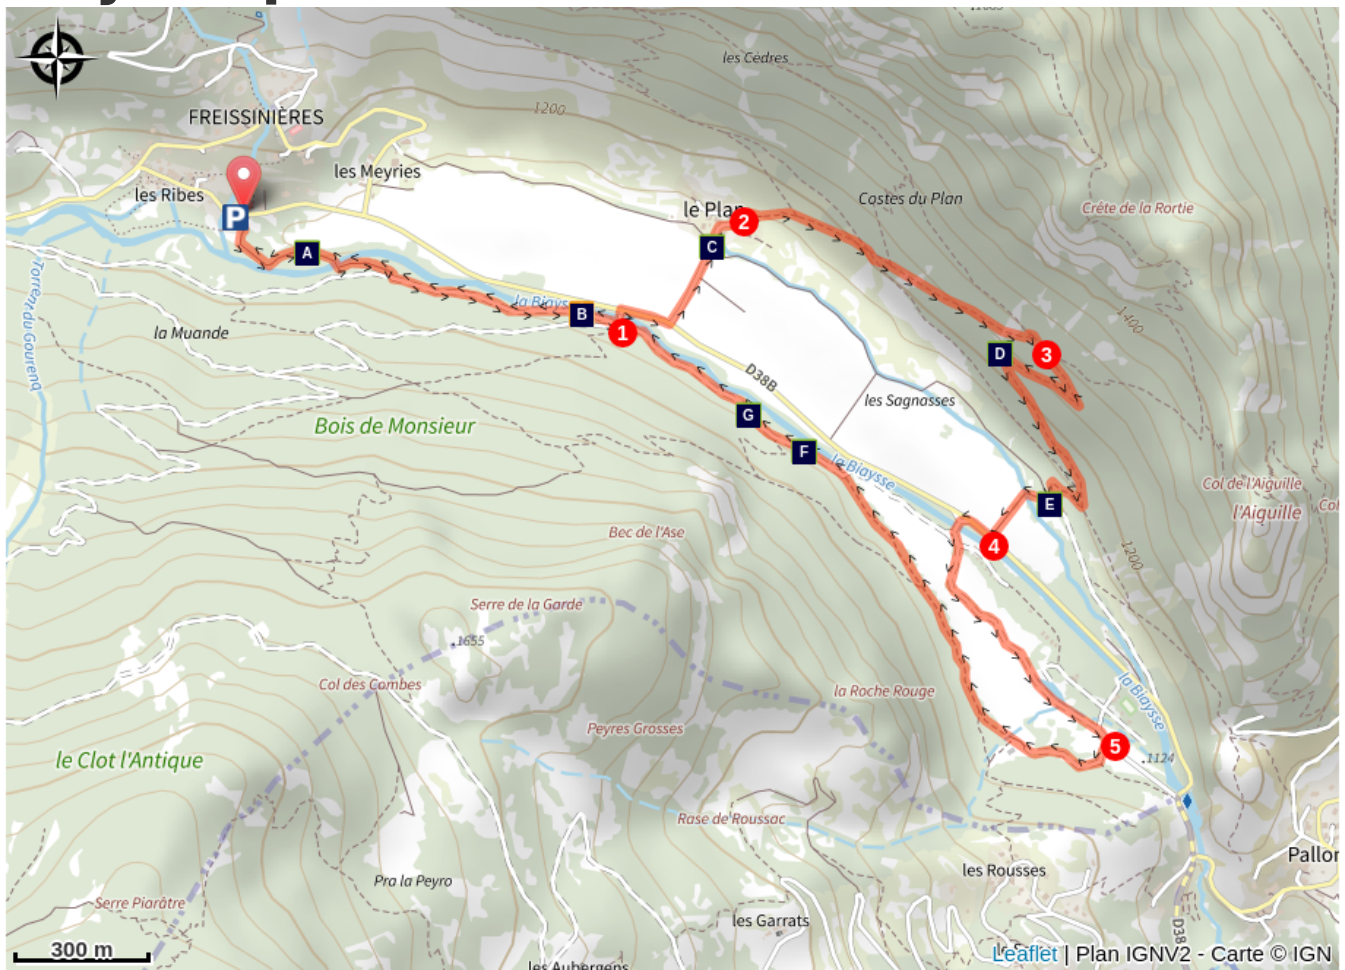 les Cèdres
FREISSINIÈRES
1200
les Meyries
les Ribes
P
le Plan
2
Costes du Plan
Crête de la Rortie
C
A
Torrent du Gourenq
la Muande
la Biaysse
B
1
1400
D
3
D38B
les Sagnasses
Bois de Monsieur
G
F
la Biaysse
Col de l'Aiguille
l'Aiguille
Col
E
Bec de l'Ase
4
1200
Serre de la Garde
.1655
Col des Combes
la Roche Rouge
la Biaysse
Peyres Grosses
5
.1124
le Clot l'Antique
Rase de Roussac
Pallon
les Rousses
Pra la Peyro
Serre Piarâtre
les Garrats
D38
300 m
les Aubergens
Leaflet | Plan IGNV2 - Carte © IGN